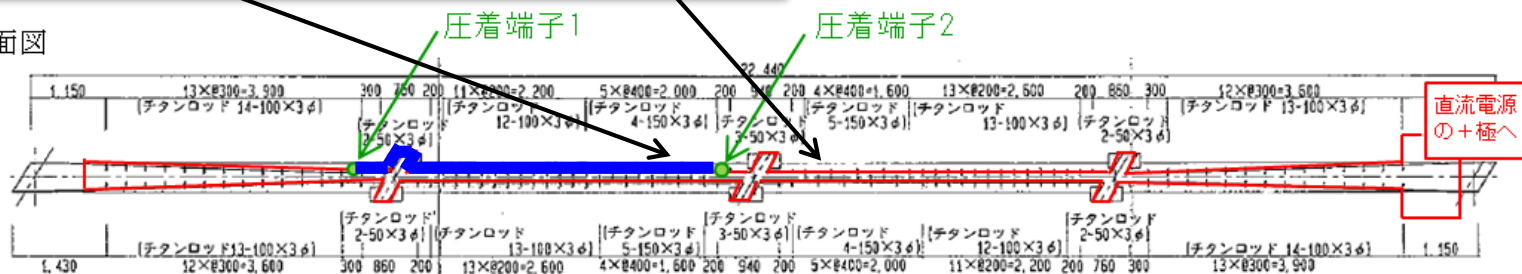 圧着端子1
圧着端子2
面図
22,440
1,150 13×@300=3,900 300 760 200 11×@200=2,200 5×@400=2,000 200 940 200 4×@400=1,600 13×@200=2,600 200 860 300 12×@300=3,600
(チタンロッド 14-100×3φ)
(チタンロッド
2-50×3φ)
(チタンロッド
12-100×3φ)
(チタンロッド
4-150×3φ)
(チタンロッド
3-50×3φ)
(チタンロッド
5-150×3φ)
(チタンロッド
13-100×3φ)
(チタンロッド
2-50×3φ)
(チタンロッド 13-100×3φ)
直流電源
の+極へ
(チタンロッド13-100×3φ)
(チタンロッド
2-50×3φ)
(チタンロッド
13-100×3φ)
(チタンロッド
5-150×3φ)
(チタンロッド
3-50×3φ)
(チタンロッド
4-150×3φ)
(チタンロッド
12-100×3φ)
(チタンロッド
2-50×3φ)
(チタンロッド 14-100×3φ)
1,430 12×@300=3,600 300 860 200 13×@200=2,600 4×@400=1,600 200 940 200 5×@400=2,000 11×@200=2,200 200 760 300 13×@300=3,900 1,150